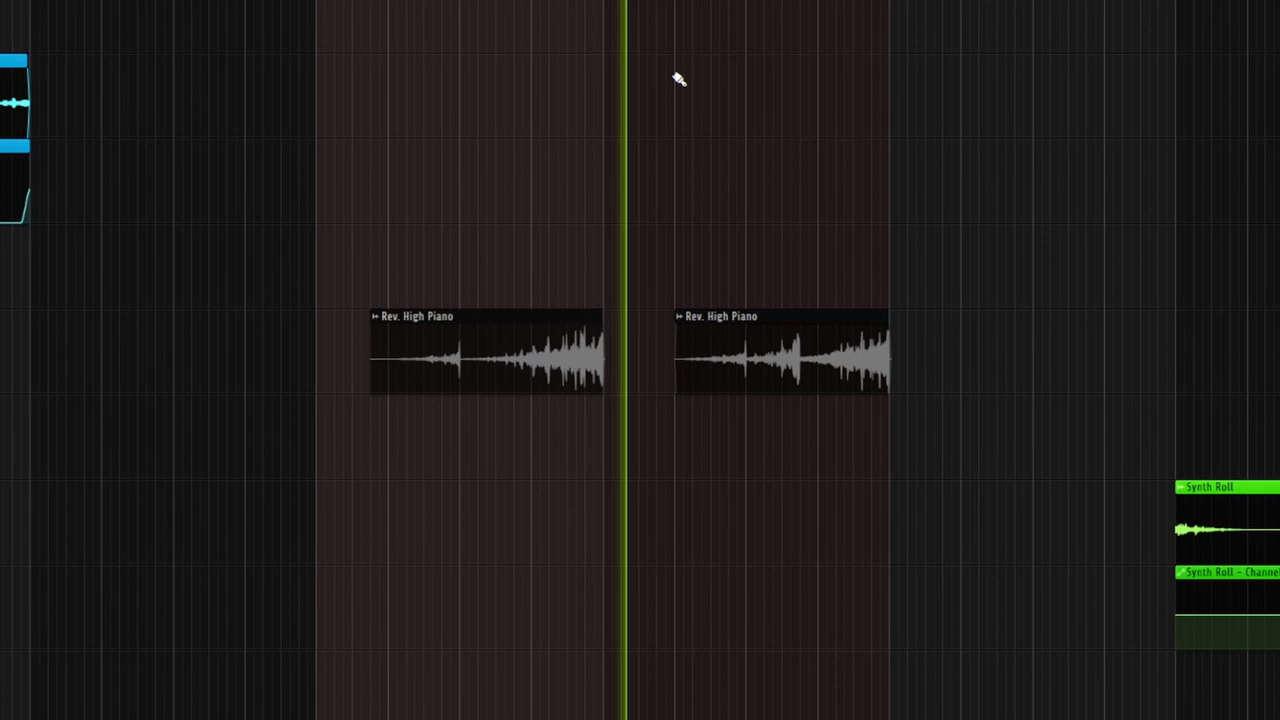 Rev. High Piano
Rev. High Piano
Synth Roll
Synth Roll - Channel